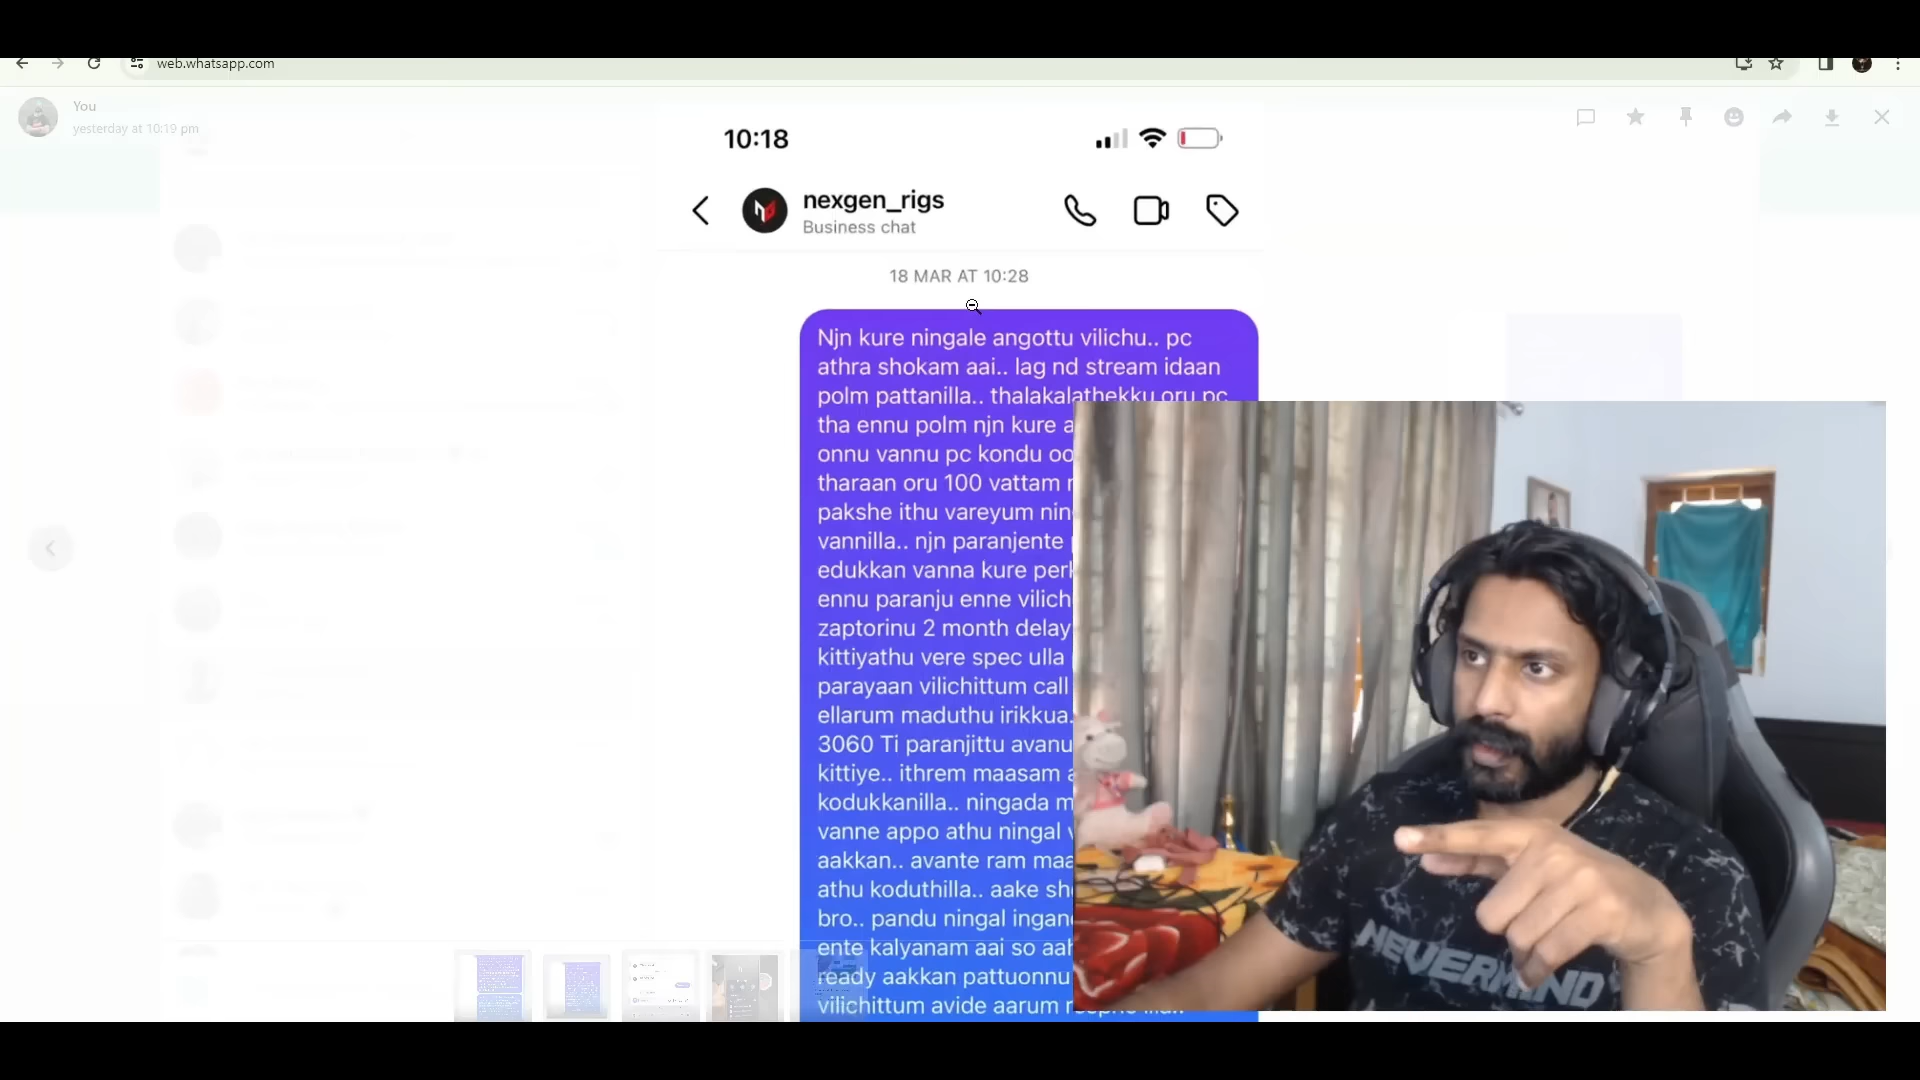 web.whatsapp.com
You
yesterday at 10:19 pm
10:18
nexgen_rigs
Business chat
18 MAR AT 10:28
Njn kure ningale angottu vilichu.. pc
athra shokam aai.. lag nd stream idaan
polm pattanilla.. thalakalathekku oru pc
tha ennu polm njn kure a
onnu vannu pc kondu oo
tharaan oru 100 vattam
pakshe ithu vareyum nin
vannilla.. njn paranjente
edukkan vanna kure perk
ennu paranju enne vilich
zaptorinu 2 month delay
kittiyathu vere spec ulla
parayaan vilichittum call
ellarum maduthu irikkua.
3060 Ti paranjittu avanu
kittiye.. ithrem maasam a
kodukkanilla.. ningada m
vanne appo athu ningal v
aakkan.. avante ram maa
athu koduthilla.. aake sh
bro.. pandu ningal ingan
ente kalyanam aai so aah
ready aakkan pattuonnu
vilichittum avide aarum
NEVERMIND